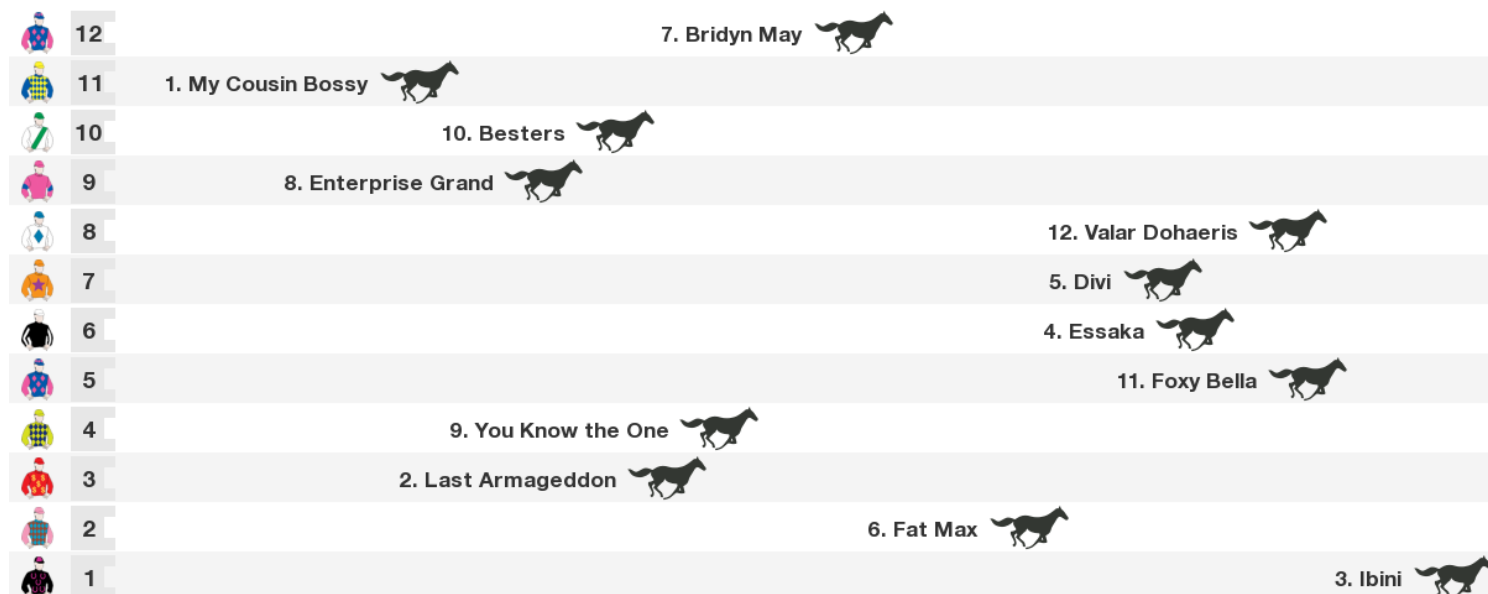 12 7. Bridyn May
11 1. My Cousin Bossy
10 10. Besters
9 8. Enterprise Grand
8 12. Valar Dohaeris
7 5. Divi
6 4. Essaka
5 11. Foxy Bella
4 9. You Know the One
3 2. Last Armageddon
2 6. Fat Max
1 3. Ibini